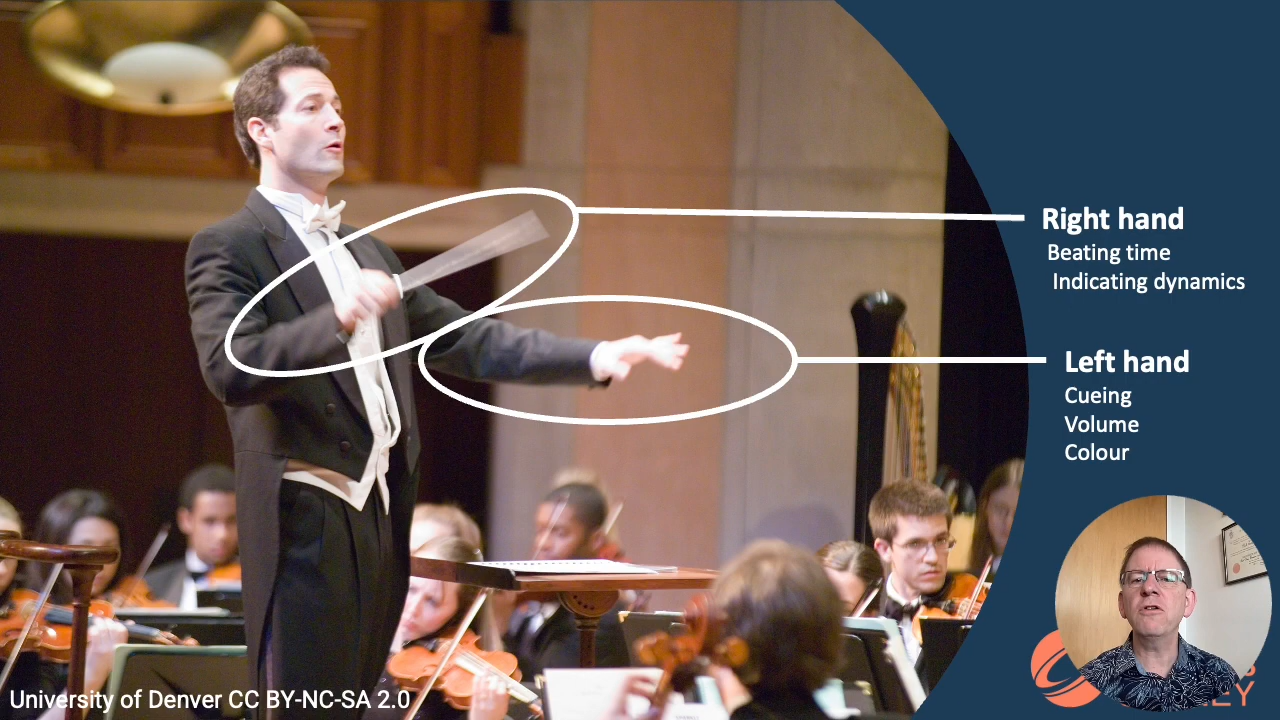 Right hand
Beating time
Indicating dynamics
Left hand
Cueing
Volume
Colour
University of Denver CC BY-NC-SA 2.0